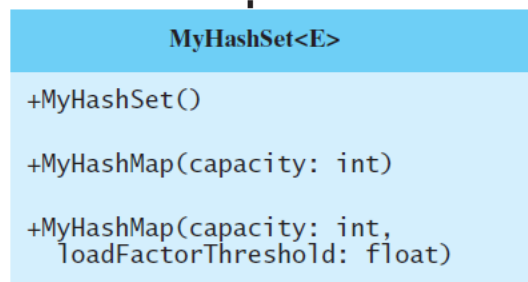 MyHashSet<E>
+MyHashSet()
+MyHashMap(capacity: int)
+MyHashMap(capacity: int,
loadFactorThreshold: float)